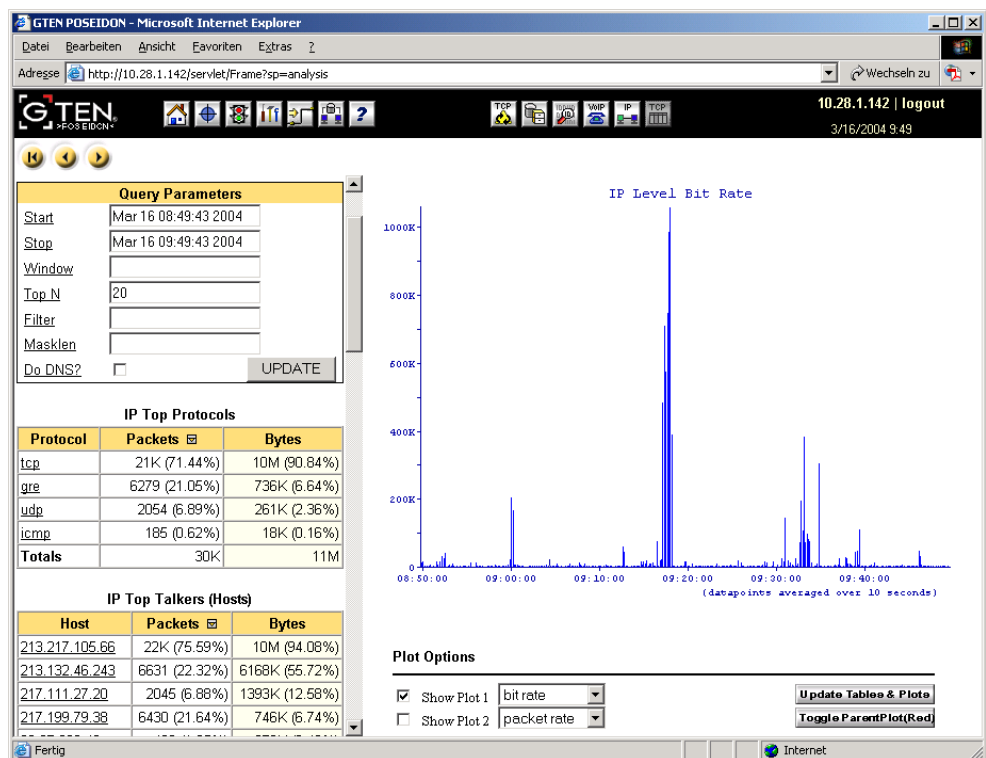 GTEN POSEIDON - Microsoft Internet Explorer
Datei Bearbeiten Ansicht Favoriten Extras ?
Adresse http://10.28.1.142/servlet/Frame?sp=analysis Wechseln zu
GTEN >POSEIDON<
TCP VoIP IP TCP
10.28.1.142 | logout
3/16/2004 9:49
Query Parameters
Start Mar 16 08:49:43 2004
Stop Mar 16 09:49:43 2004
Window
Top N 20
Filter
Masklen
Do DNS? UPDATE
IP Top Protocols
Protocol Packets Bytes
tcp 21K (71.44%) 10M (90.84%)
gre 6279 (21.05%) 736K (6.64%)
udp 2054 (6.89%) 261K (2.36%)
icmp 185 (0.62%) 18K (0.16%)
Totals 30K 11M
IP Top Talkers (Hosts)
Host Packets Bytes
213.217.105.66 22K (75.59%) 10M (94.08%)
213.132.46.243 6631 (22.32%) 6168K (55.72%)
217.111.27.20 2045 (6.88%) 1393K (12.58%)
217.199.79.38 6430 (21.64%) 746K (6.74%)
IP Level Bit Rate
1000K
800K
600K
400K
200K
0
08:50:00 09:00:00 09:10:00 09:20:00 09:30:00 09:40:00
(datapoints averaged over 10 seconds)
Plot Options
Show Plot 1 bit rate Update Tables & Plots
Show Plot 2 packet rate Toggle ParentPlot(Red)
Fertig Internet